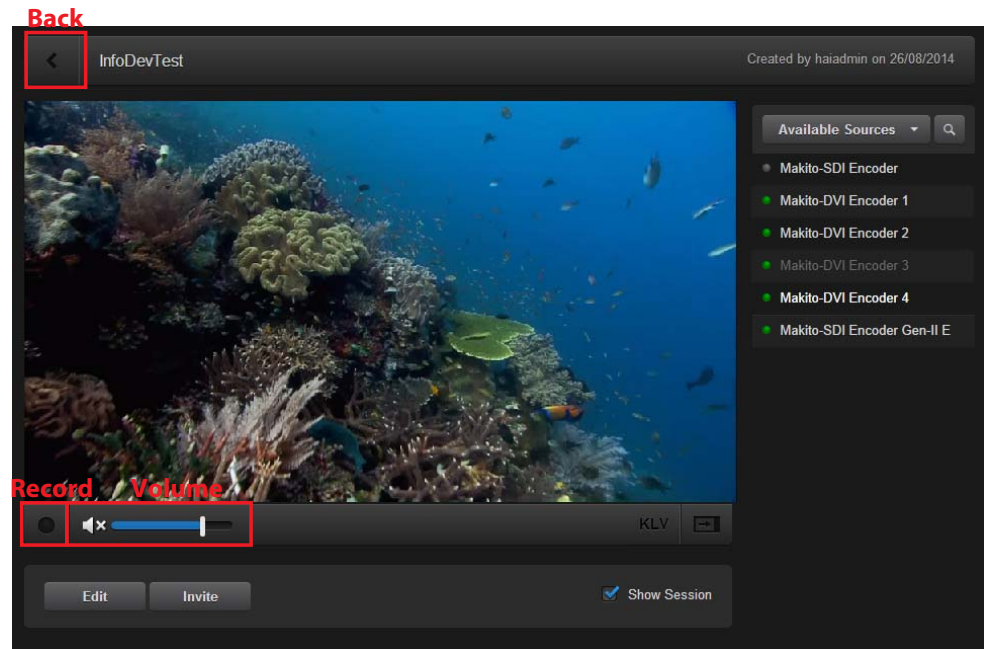 Back
InfoDevTest
Created by haiadmin on 26/08/2014
Available Sources
Makito-SDI Encoder
Makito-DVI Encoder 1
Makito-DVI Encoder 2
Makito-DVI Encoder 3
Makito-DVI Encoder 4
Makito-SDI Encoder Gen-II E
Record
Volume
KLV
Edit
Invite
Show Session